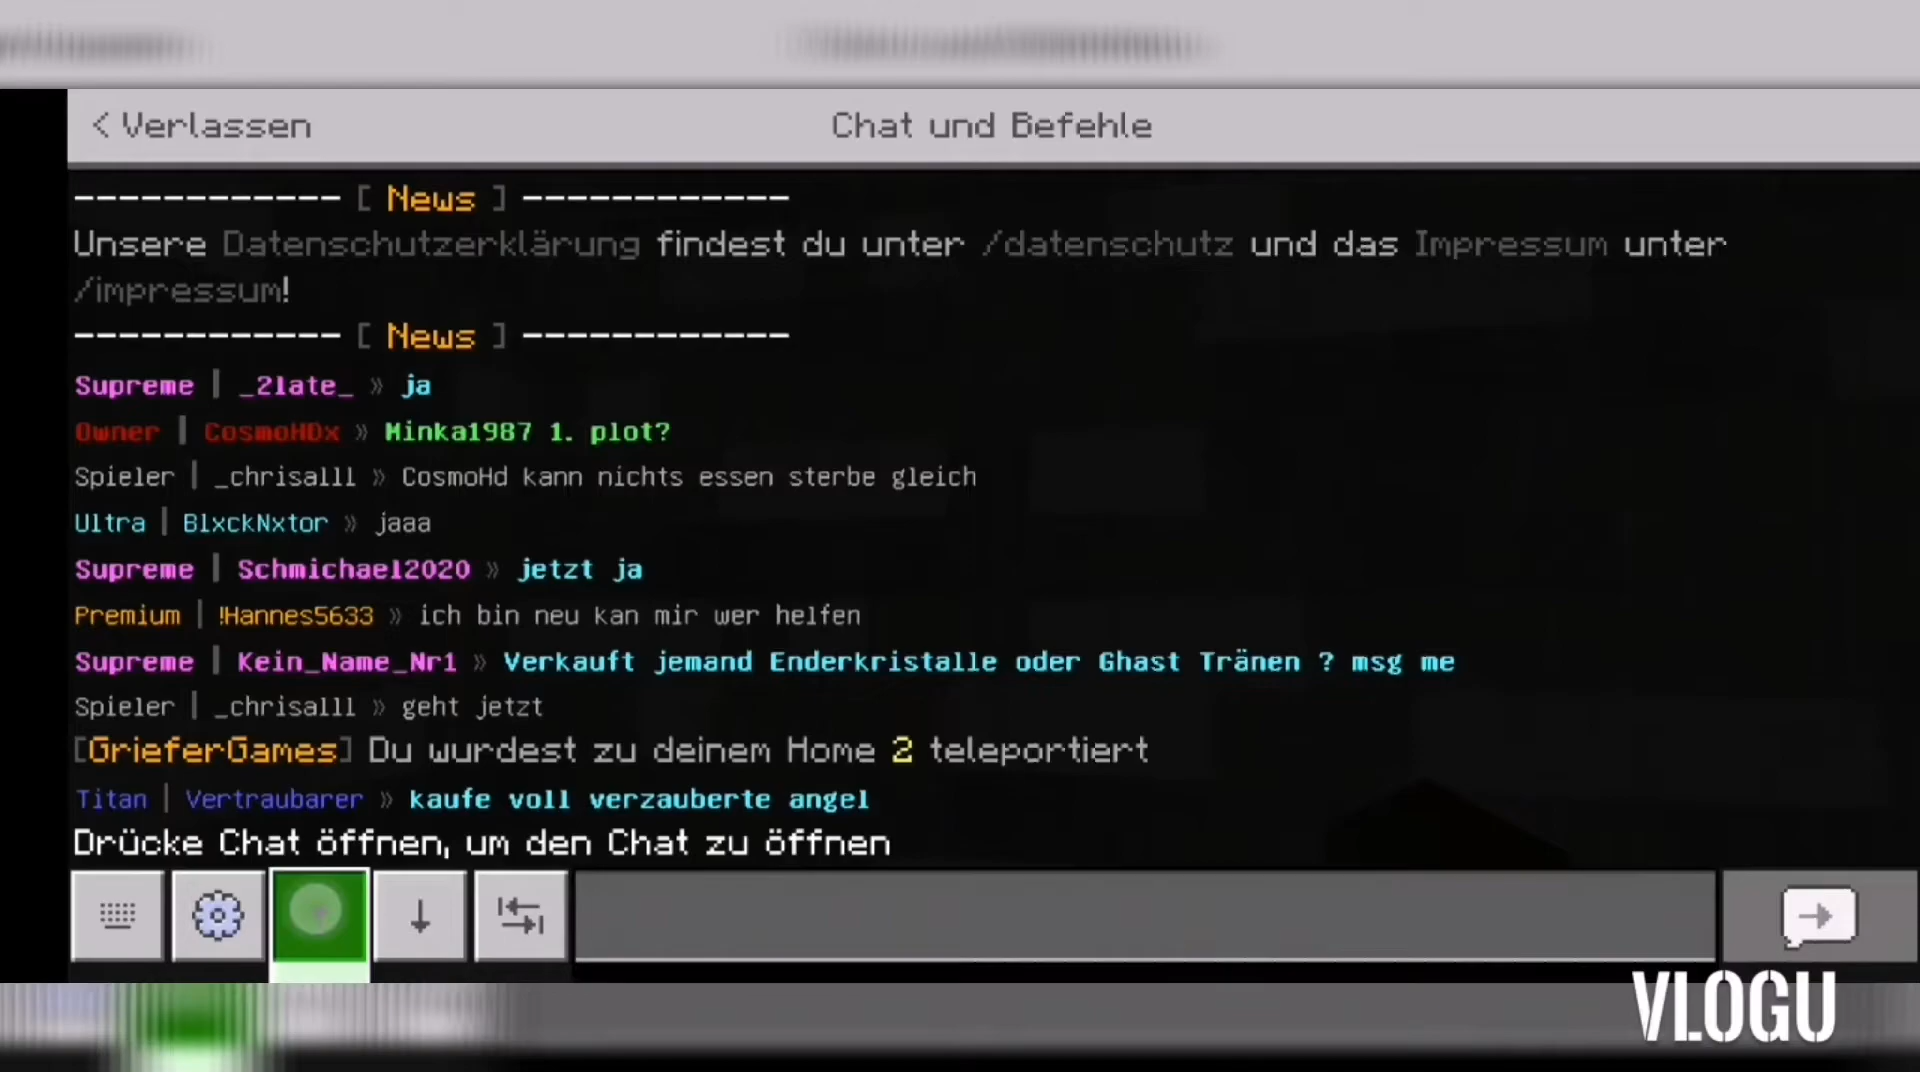 < Verlassen
Chat und Befehle
------------ [ News ] ------------
Unsere Datenschutzerklärung findest du unter /datenschutz und das Impressum unter
/impressum!
------------ [ News ] ------------
Supreme | _2late_ » ja
Owner | CosmoHDx » Minka1987 1. plot?
Spieler | _chrisalll » CosmoHd kann nichts essen sterbe gleich
Ultra | BlxckNxtor » jaaa
Supreme | Schmichael2020 » jetzt ja
Premium | !Hannes5633 » ich bin neu kan mir wer helfen
Supreme | Kein_Name_Nr1 » Verkauft jemand Enderkristalle oder Ghast Tränen ? msg me
Spieler | _chrisalll » geht jetzt
[GrieferGames] Du wurdest zu deinem Home 2 teleportiert
Titan | Vertraubarer » kaufe voll verzauberte angel
Drücke Chat öffnen, um den Chat zu öffnen
VLOGU